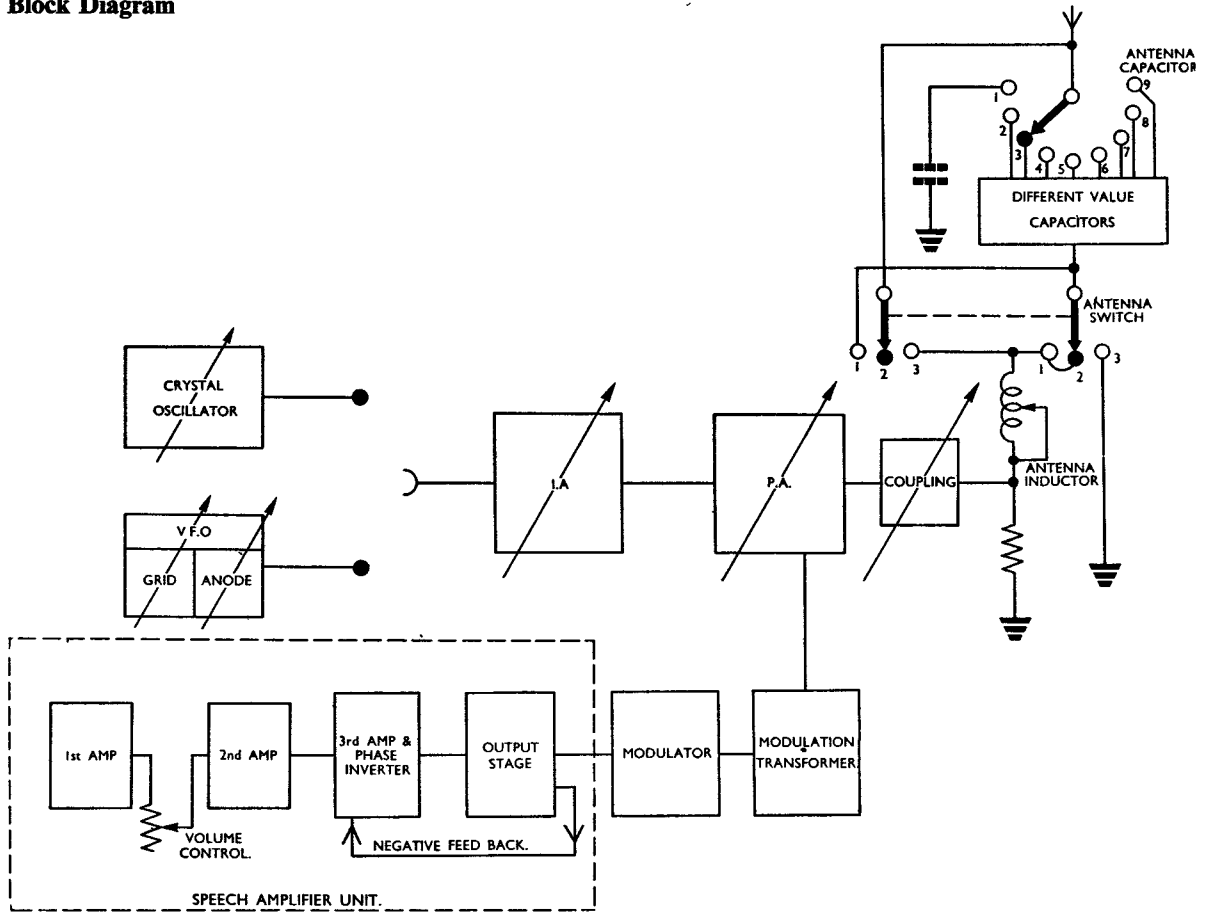 Block Diagram
ANTENNA
CAPACITOR
1
2
3
4
5
6
7
8
9
DIFFERENT VALUE
CAPACITORS
ANTENNA
SWITCH
1
2
3
1
2
3
CRYSTAL
OSCILLATOR
I.A
P.A.
COUPLING
ANTENNA
INDUCTOR
V F.O
GRID
ANODE
1st AMP
2nd AMP
3rd AMP &
PHASE
INVERTER
OUTPUT
STAGE
MODULATOR
MODULATION
TRANSFORMER
VOLUME
CONTROL.
NEGATIVE FEED BACK.
SPEECH AMPLIFIER UNIT.